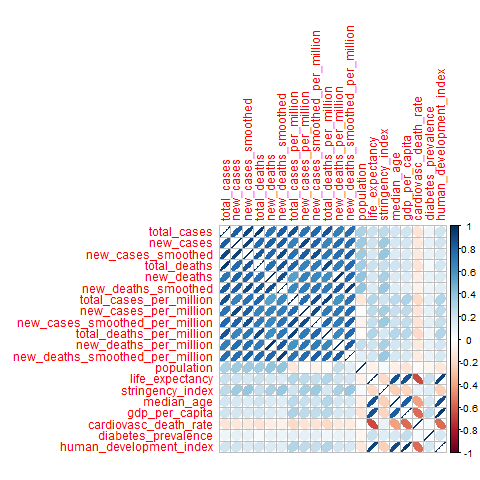 total_cases
new_cases
new_cases_smoothed
total_deaths
new_deaths
new_deaths_smoothed
total_cases_per_million
new_cases_per_million
new_cases_smoothed_per_million
total_deaths_per_million
new_deaths_per_million
new_deaths_smoothed_per_million
population
life_expectancy
stringency_index
median_age
gdp_per_capita
cardiovasc_death_rate
diabetes_prevalence
human_development_index
total_cases
new_cases
new_cases_smoothed
total_deaths
new_deaths
new_deaths_smoothed
total_cases_per_million
new_cases_per_million
new_cases_smoothed_per_million
total_deaths_per_million
new_deaths_per_million
new_deaths_smoothed_per_million
population
life_expectancy
stringency_index
median_age
gdp_per_capita
cardiovasc_death_rate
diabetes_prevalence
human_development_index
1
0.8
0.6
0.4
0.2
0
-0.2
-0.4
-0.6
-0.8
-1